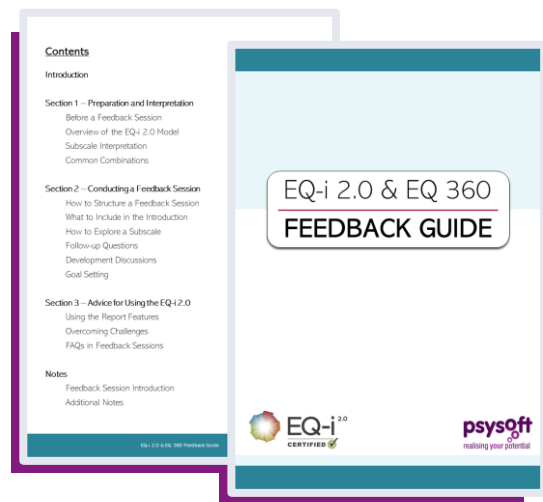 Contents
Introduction
Section 1 – Preparation and Interpretation
Before a Feedback Session
Overview of the EQ-i 2.0 Model
Subscale Interpretation
Common Combinations
Section 2 – Conducting a Feedback Session
How to Structure a Feedback Session
What to Include in the Introduction
How to Explore a Subscale
Follow-up Questions
Development Discussions
Goal Setting
Section 3 – Advice for Using the EQ-i 2.0
Using the Report Features
Overcoming Challenges
FAQs in Feedback Sessions
Notes
Feedback Session Introduction
Additional Notes
EQ-i 2.0 & EQ 360 Feedback Guide
EQ-i 2.0 & EQ 360
FEEDBACK GUIDE
EQ-i 2.0
CERTIFIED
psysoft
realising your potential